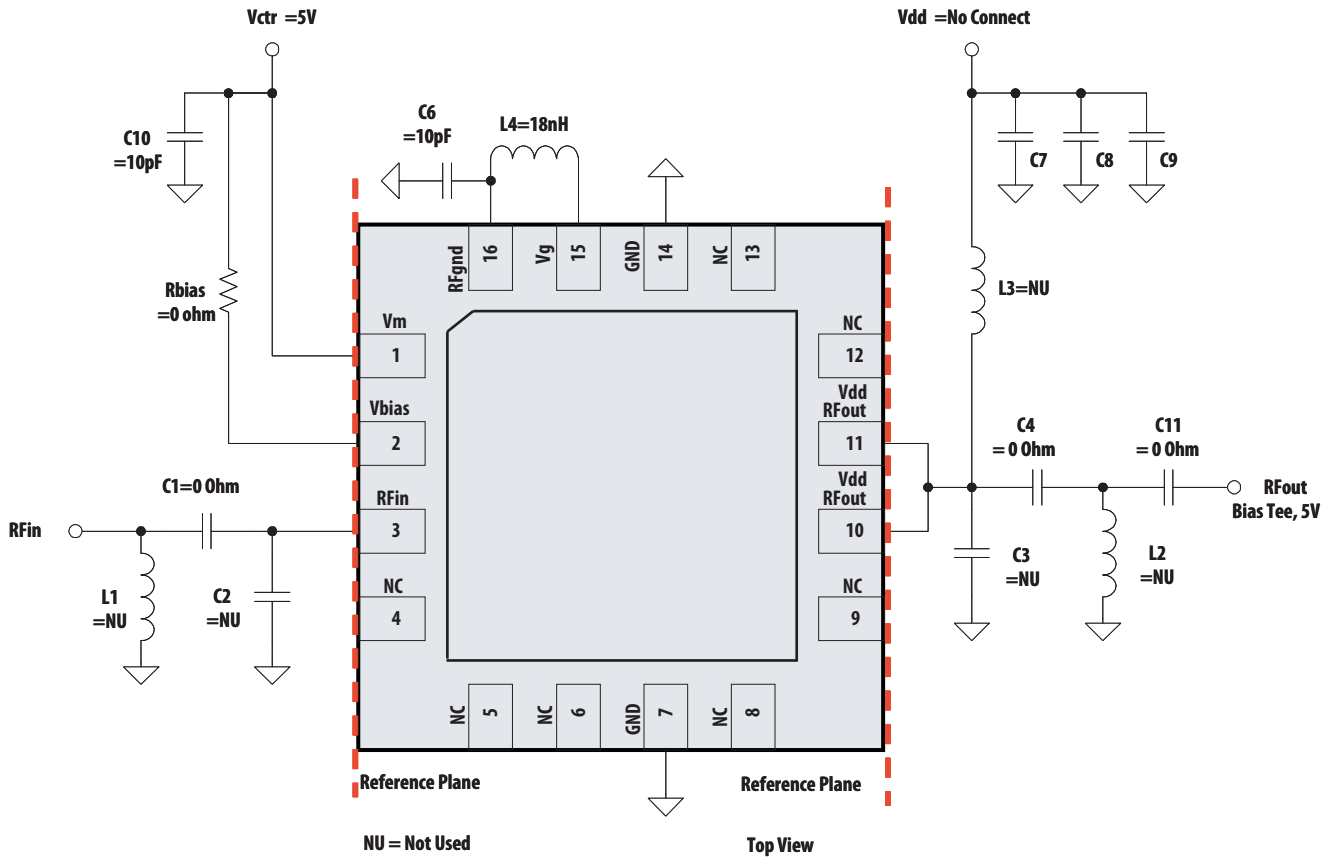 Vctr =5V
Vdd =No Connect
C10
=10pF
C6
=10pF
L4=18nH
C7
C8
C9
Rbias
=0 ohm
L3=NU
RFgnd
16
Vg
15
GND
14
NC
13
Vm
1
NC
12
Vbias
2
Vdd
RFout
11
C1=0 Ohm
C4
= 0 Ohm
C11
= 0 Ohm
RFin
RFin
3
Vdd
RFout
10
RFout
Bias Tee, 5V
L1
=NU
C2
=NU
NC
4
NC
9
C3
=NU
L2
=NU
NC
5
NC
6
GND
7
NC
8
Reference Plane
Reference Plane
NU = Not Used
Top View